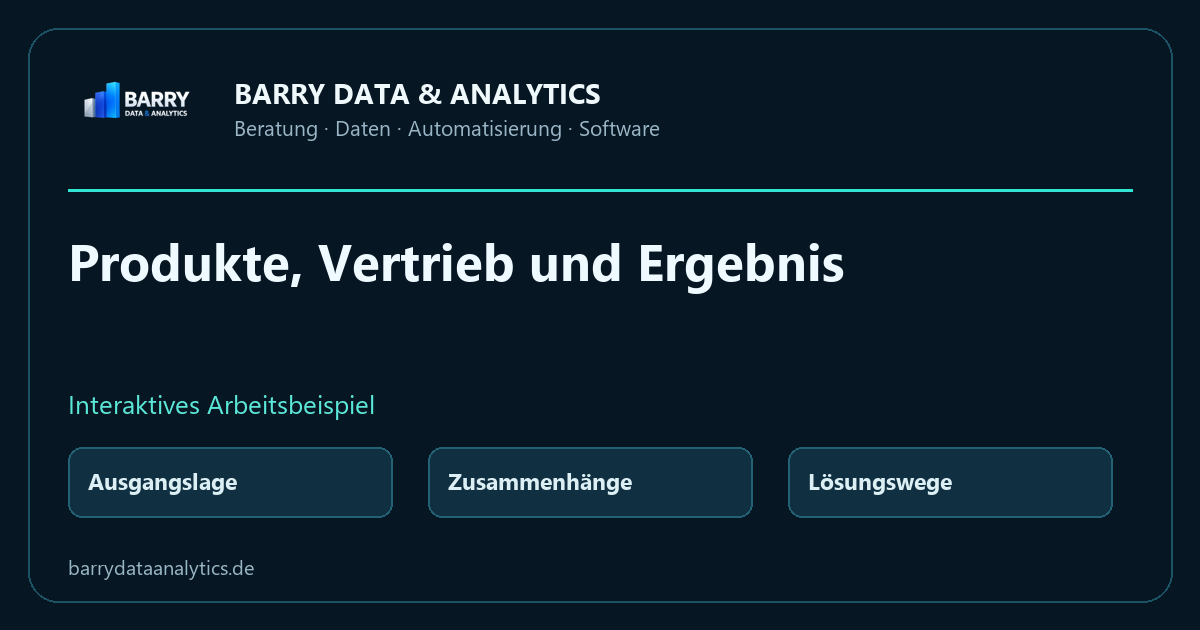 BARRY
DATA & ANALYTICS
BARRY DATA & ANALYTICS
Beratung · Daten · Automatisierung · Software
Produkte, Vertrieb und Ergebnis
Interaktives Arbeitsbeispiel
Ausgangslage
Zusammenhänge
Lösungswege
barrydataanalytics.de